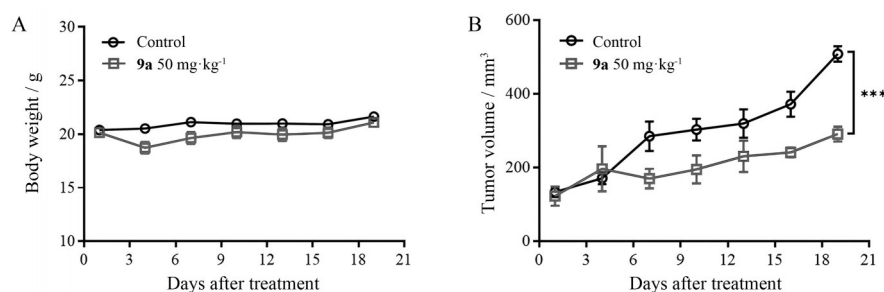 A
Control
9a 50 mg·kg-1
Body weight / g
30
25
20
15
10
0 3 6 9 12 15 18 21
Days after treatment
B
Control
9a 50 mg·kg-1
***
Tumor volume / mm3
600
400
200
0
0 3 6 9 12 15 18 21
Days after treatment